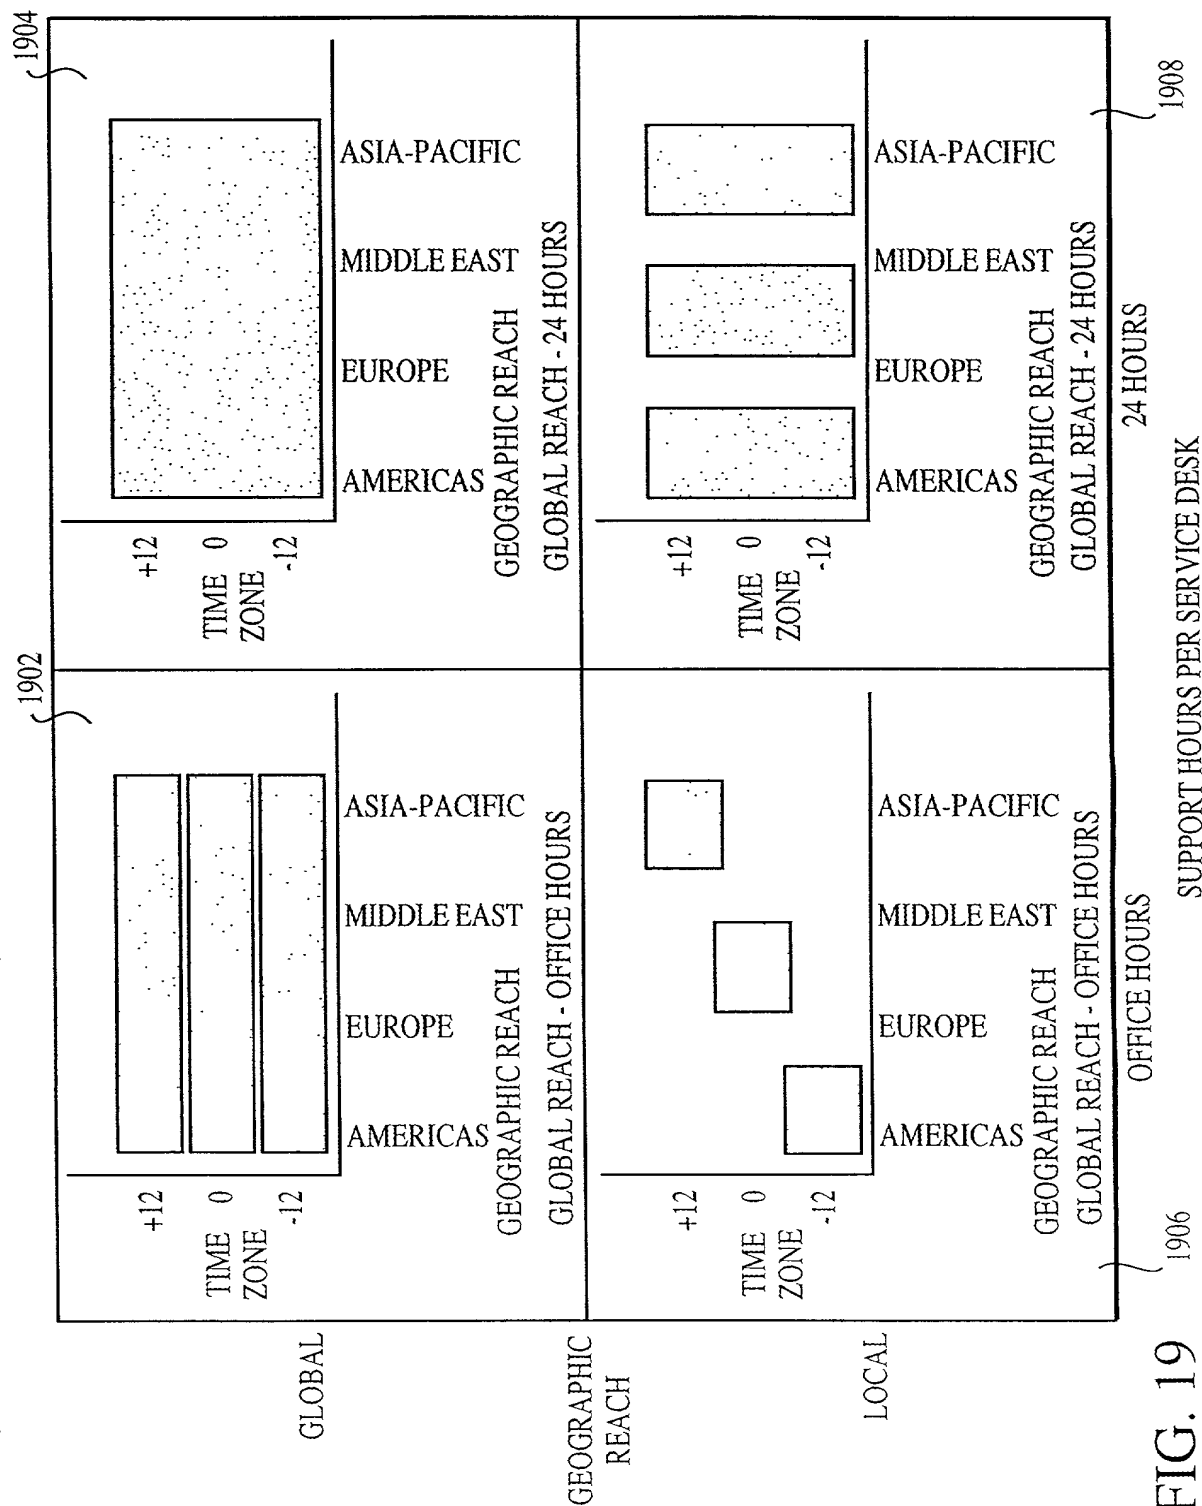 1902
1904
GLOBAL
+12
0
-12
TIME
ZONE
AMERICAS
EUROPE
MIDDLE EAST
ASIA-PACIFIC
GEOGRAPHIC REACH
GLOBAL REACH - OFFICE HOURS
+12
0
-12
TIME
ZONE
AMERICAS
EUROPE
MIDDLE EAST
ASIA-PACIFIC
GEOGRAPHIC REACH
GLOBAL REACH - 24 HOURS
GEOGRAPHIC
REACH
LOCAL
+12
0
-12
TIME
ZONE
AMERICAS
EUROPE
MIDDLE EAST
ASIA-PACIFIC
GEOGRAPHIC REACH
GLOBAL REACH - OFFICE HOURS
+12
0
-12
TIME
ZONE
AMERICAS
EUROPE
MIDDLE EAST
ASIA-PACIFIC
GEOGRAPHIC REACH
GLOBAL REACH - 24 HOURS
1906
1908
OFFICE HOURS
24 HOURS
SUPPORT HOURS PER SERVICE DESK
FIG. 19